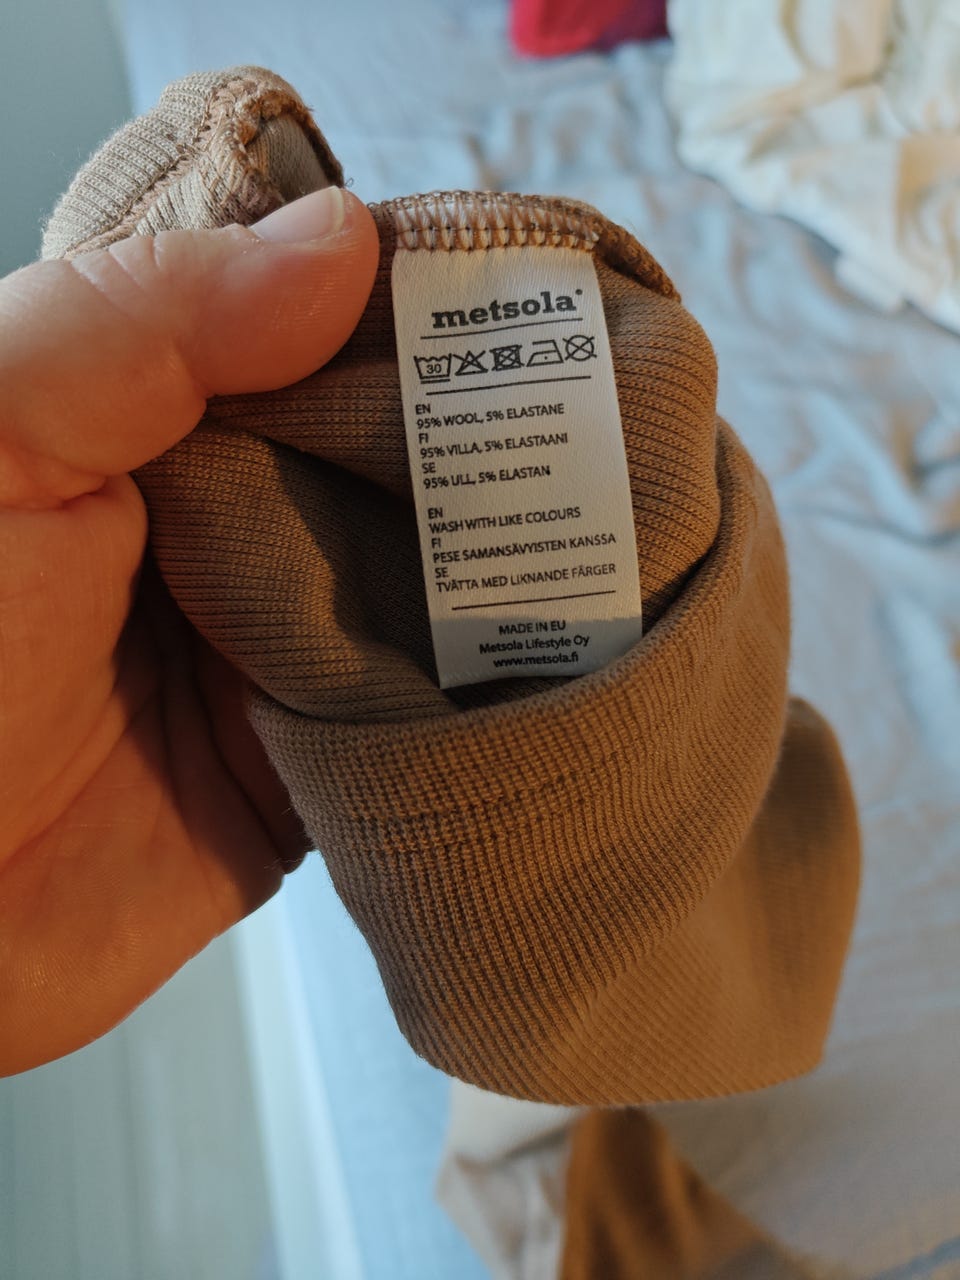 metsola
30
EN
95% WOOL, 5% ELASTANE
FI
95% VILLA, 5% ELASTAANI
SE
95% ULL, 5% ELASTAN
EN
WASH WITH LIKE COLOURS
FI
PESE SAMANSÄVYISTEN KANSSA
SE
TVÄTTA MED LIKNANDE FÄRGER
MADE IN EU
Metsola Lifestyle Oy
www.metsola.fi